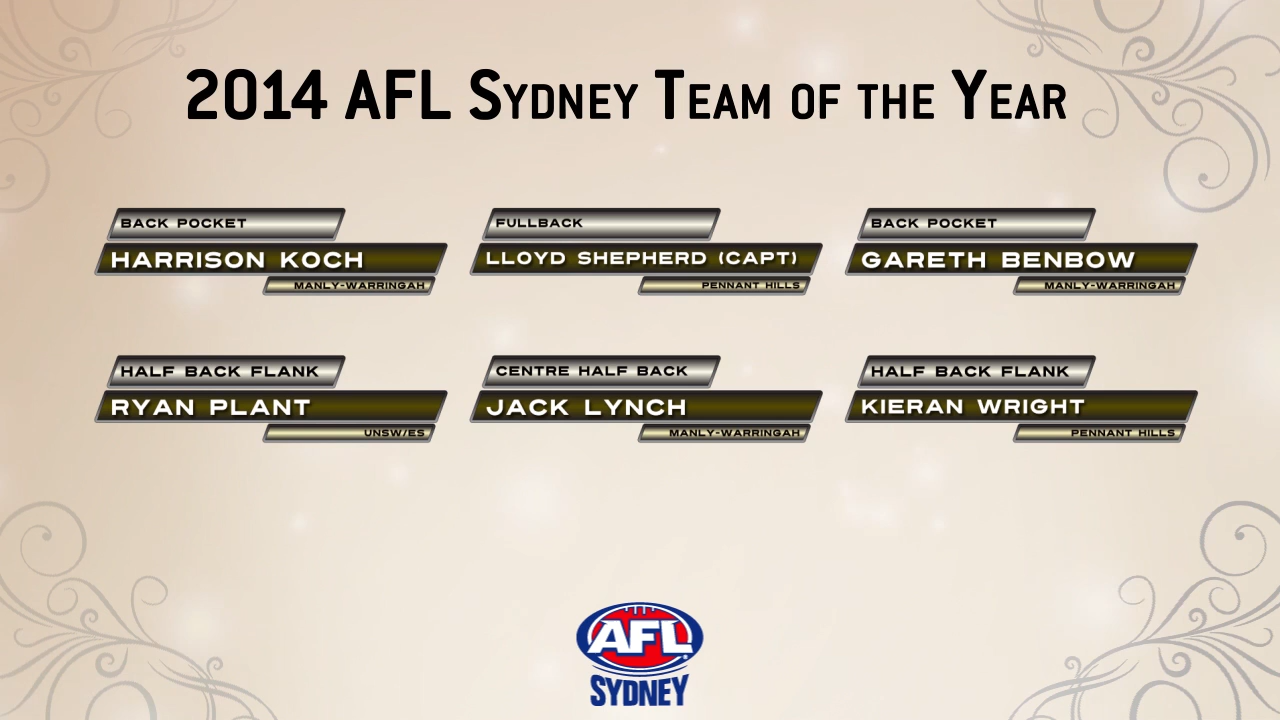 2014 AFL Sydney Team of the Year
BACK POCKET
HARRISON KOCH
MANLY-WARRINGAH
FULLBACK
LLOYD SHEPHERD (CAPT)
PENNANT HILLS
BACK POCKET
GARETH BENBOW
MANLY-WARRINGAH
HALF BACK FLANK
RYAN PLANT
UNSW/ES
CENTRE HALF BACK
JACK LYNCH
MANLY-WARRINGAH
HALF BACK FLANK
KIERAN WRIGHT
PENNANT HILLS
AFL
SYDNEY